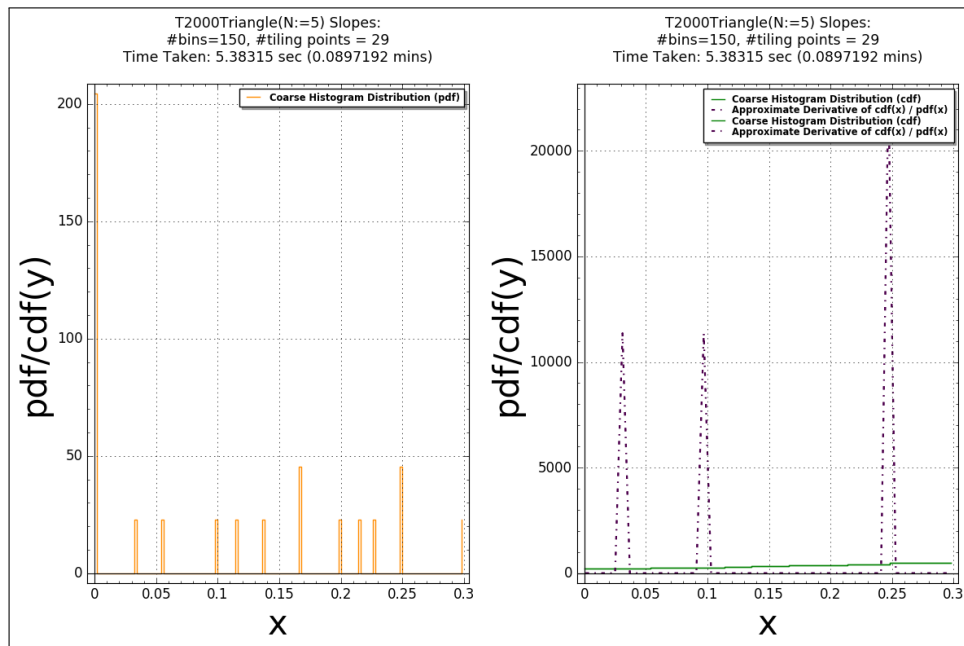 T2000Triangle(N:=5) Slopes:
#bins=150, #tiling points = 29
Time Taken: 5.38315 sec (0.0897192 mins)
Coarse Histogram Distribution (pdf)
200
150
100
50
0
pdf/cdf(y)
0 0.05 0.1 0.15 0.2 0.25 0.3
x
T2000Triangle(N:=5) Slopes:
#bins=150, #tiling points = 29
Time Taken: 5.38315 sec (0.0897192 mins)
Coarse Histogram Distribution (cdf)
Approximate Derivative of cdf(x) / pdf(x)
Coarse Histogram Distribution (cdf)
Approximate Derivative of cdf(x) / pdf(x)
20000
15000
10000
5000
0
pdf/cdf(y)
0 0.05 0.1 0.15 0.2 0.25 0.3
x